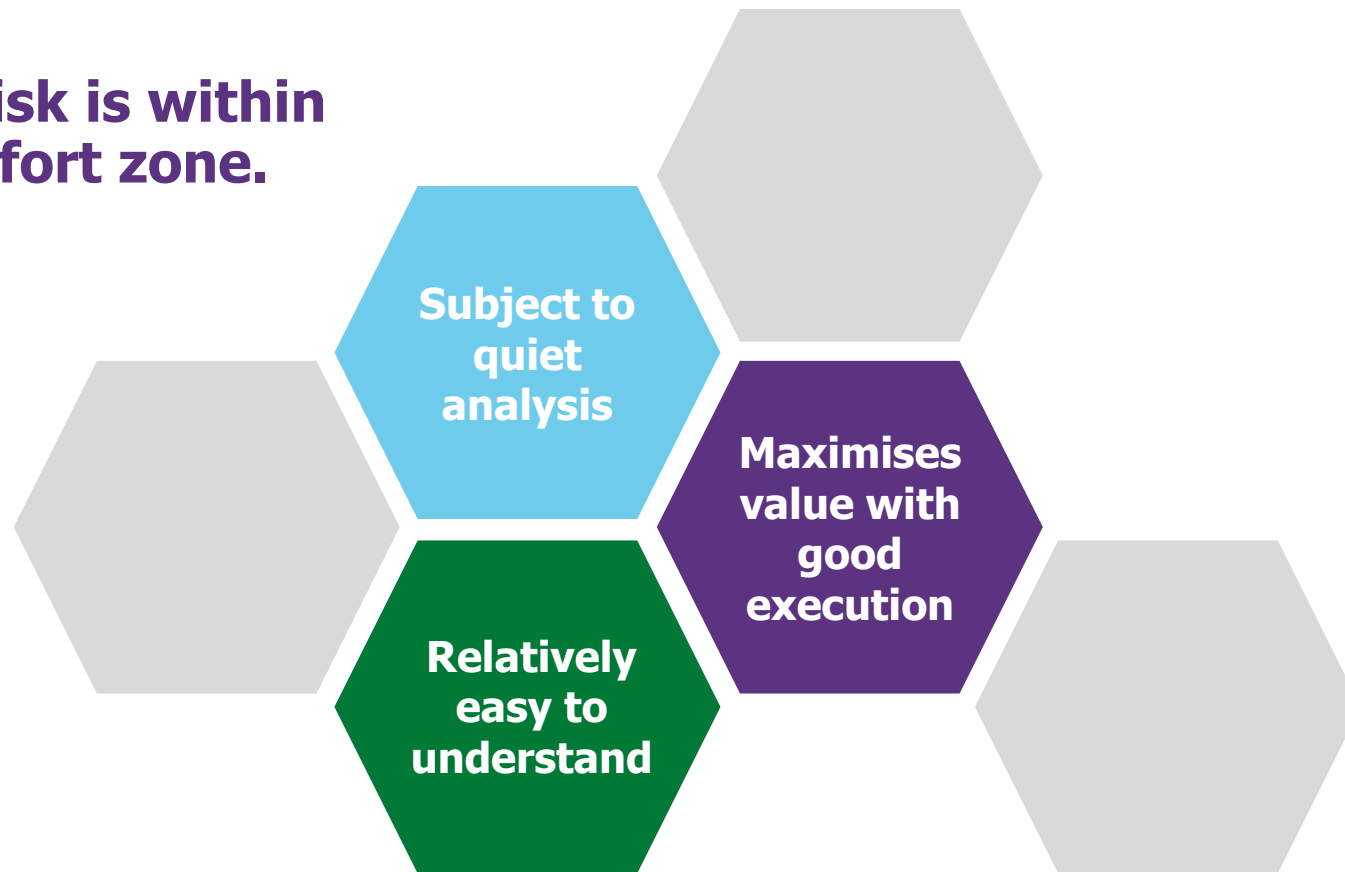 isk is within
fort zone.
Subject to
quiet
analysis
Maximises
value with
good
execution
Relatively
easy to
understand